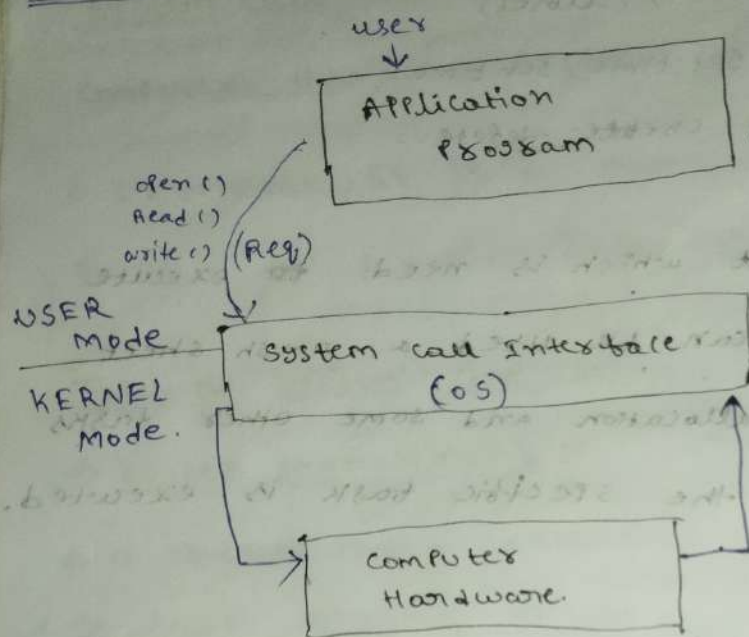 user
Application
Program
open()
Read()
write() (Req)
USER
Mode
System Call Interface
(OS)
KERNEL
Mode.
Computer
Hardware.